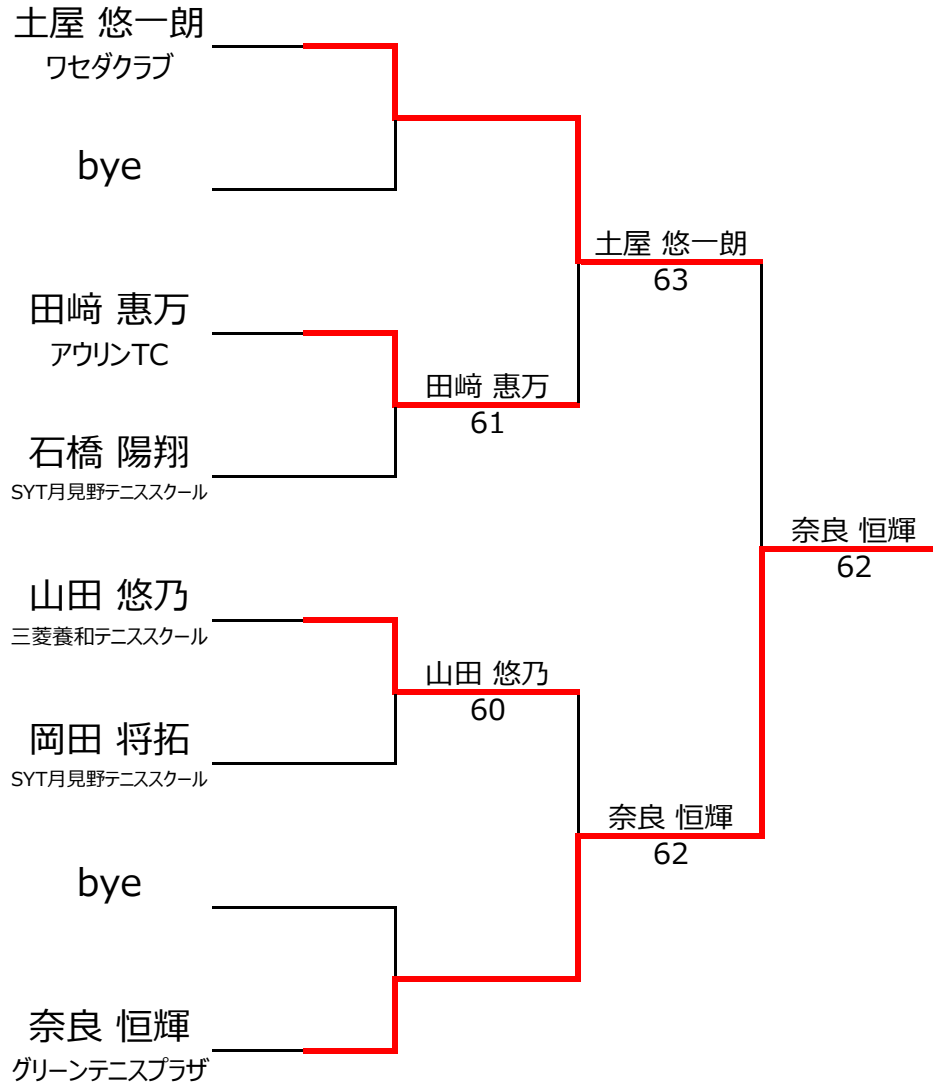 土屋 悠一朗
ワセダクラブ
bye
田﨑 惠万
アウリンTC
石橋 陽翔
SYT月見野テニススクール
山田 悠乃
三菱養和テニススクール
岡田 将拓
SYT月見野テニススクール
bye
奈良 恒輝
グリーンテニスプラザ
田﨑 惠万
61
山田 悠乃
60
土屋 悠一朗
63
奈良 恒輝
62
奈良 恒輝
62